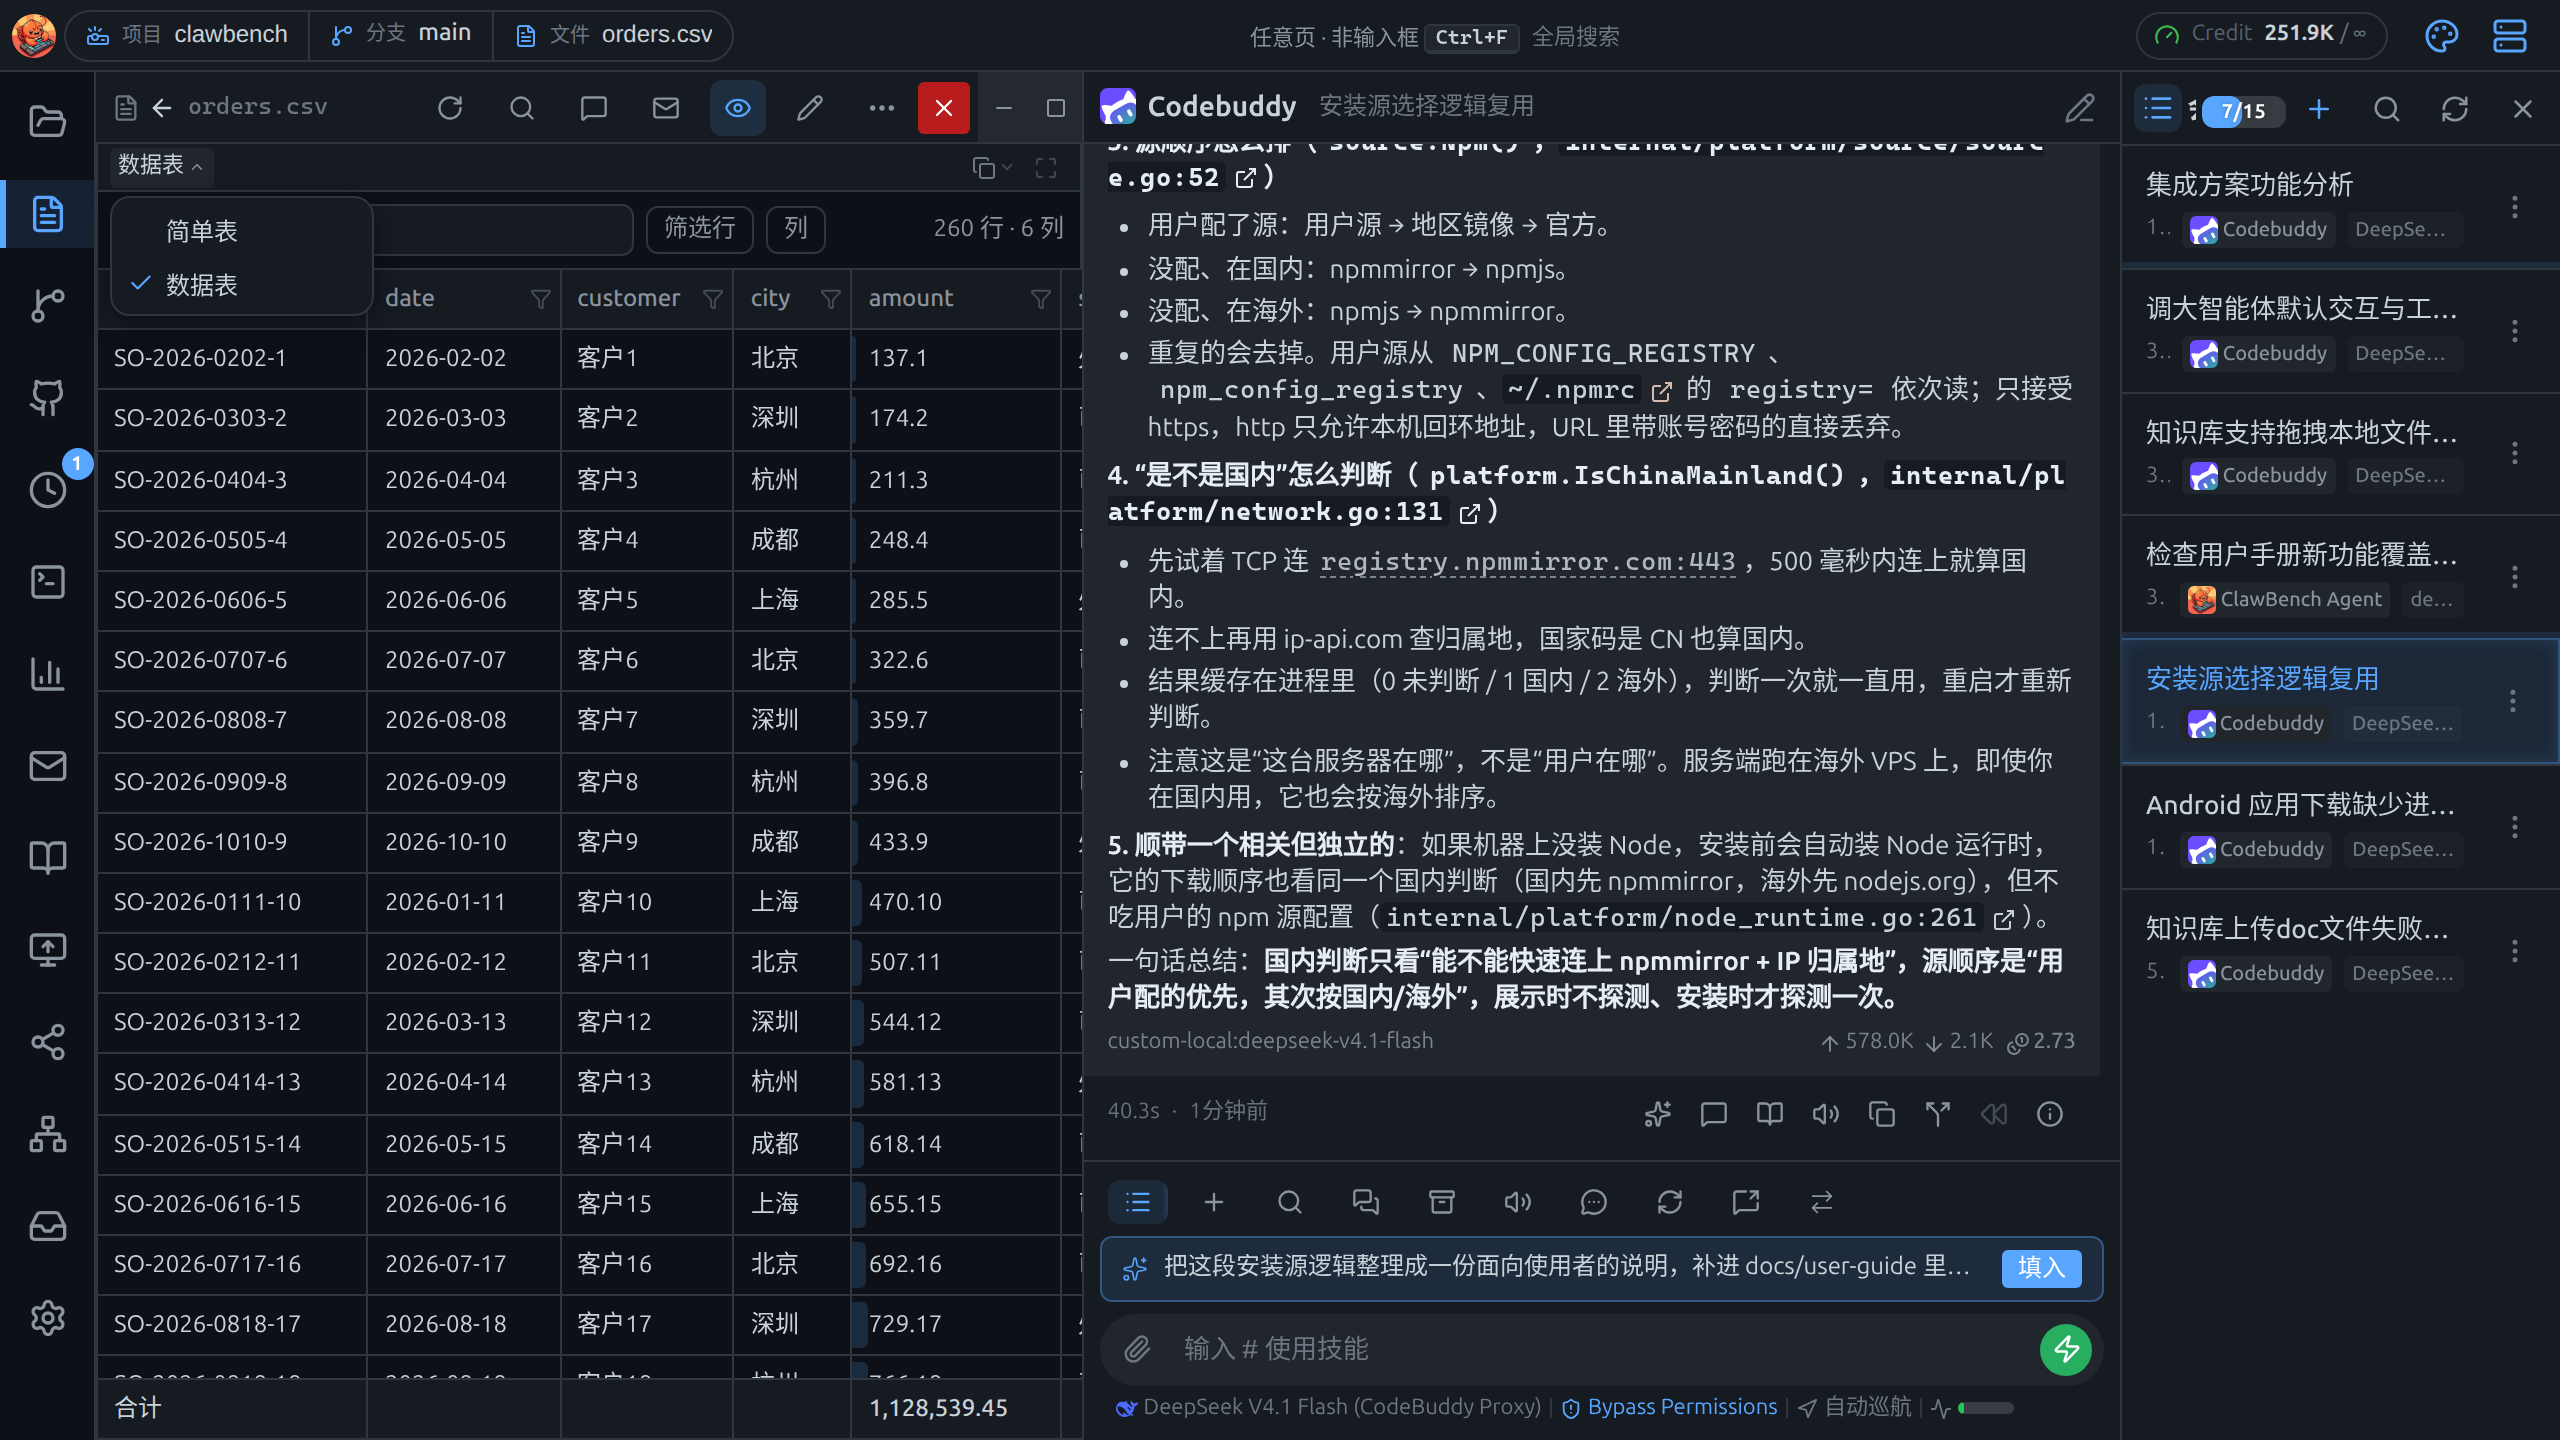 项目 clawbench
分支 main
文件 orders.csv
任意页 · 非输入框 Ctrl+F 全局搜索
Credit 251.9K / ∞
orders.csv
数据表
简单表
数据表
筛选行
列
260 行 · 6 列
date customer city amount
SO-2026-0202-1 2026-02-02 客户1 北京 137.1
SO-2026-0303-2 2026-03-03 客户2 深圳 174.2
SO-2026-0404-3 2026-04-04 客户3 杭州 211.3
SO-2026-0505-4 2026-05-05 客户4 成都 248.4
SO-2026-0606-5 2026-06-06 客户5 上海 285.5
SO-2026-0707-6 2026-07-07 客户6 北京 322.6
SO-2026-0808-7 2026-08-08 客户7 深圳 359.7
SO-2026-0909-8 2026-09-09 客户8 杭州 396.8
SO-2026-1010-9 2026-10-10 客户9 成都 433.9
SO-2026-0111-10 2026-01-11 客户10 上海 470.10
SO-2026-0212-11 2026-02-12 客户11 北京 507.11
SO-2026-0313-12 2026-03-13 客户12 深圳 544.12
SO-2026-0414-13 2026-04-14 客户13 杭州 581.13
SO-2026-0515-14 2026-05-15 客户14 成都 618.14
SO-2026-0616-15 2026-06-16 客户15 上海 655.15
SO-2026-0717-16 2026-07-17 客户16 北京 692.16
SO-2026-0818-17 2026-08-18 客户17 深圳 729.17
合计 1,128,539.45
1
Codebuddy 安装源选择逻辑复用
3. 源顺序怎么排（ source.Npm() ，internal/platform/source/sourc
e.go:52 ）
• 用户配了源：用户源 → 地区镜像 → 官方。
• 没配、在国内：npmmirror → npmjs。
• 没配、在海外：npmjs → npmmirror。
• 重复的会去掉。用户源从 NPM_CONFIG_REGISTRY 、
npm_config_registry 、~/.npmrc 的 registry= 依次读；只接受
https，http 只允许本机回环地址，URL 里带账号密码的直接丢弃。
4. “是不是国内”怎么判断（ platform.IsChinaMainland() ，internal/pl
atform/network.go:131 ）
• 先试着 TCP 连 registry.npmmirror.com:443 ，500 毫秒内连上就算国
内。
• 连不上再用 ip-api.com 查归属地，国家码是 CN 也算国内。
• 结果缓存在进程里（0 未判断 / 1 国内 / 2 海外），判断一次就一直用，重启才重新
判断。
• 注意这是“这台服务器在哪”，不是“用户在哪”。服务端跑在海外 VPS 上，即使你
在国内用，它也会按海外排序。
5. 顺带一个相关但独立的：如果机器上没装 Node，安装前会自动装 Node 运行时，
它的下载顺序也看同一个国内判断（国内先 npmmirror，海外先 nodejs.org），但不
吃用户的 npm 源配置（internal/platform/node_runtime.go:261 ）。
一句话总结：国内判断只看“能不能快速连上 npmmirror + IP 归属地”，源顺序是“用
户配的优先，其次按国内/海外”，展示时不探测、安装时才探测一次。
custom-local:deepseek-v4.1-flash ↑ 578.0K ↓ 2.1K 2.73
40.3s · 1分钟前
把这段安装源逻辑整理成一份面向使用者的说明，补进 docs/user-guide 里… 填入
输入 # 使用技能
DeepSeek V4.1 Flash (CodeBuddy Proxy) | Bypass Permissions | 自动巡航
7/15
集成方案功能分析
1.. Codebuddy DeepSe…
调大智能体默认交互与工…
3.. Codebuddy DeepSe…
知识库支持拖拽本地文件…
3.. Codebuddy DeepSe…
检查用户手册新功能覆盖…
3. ClawBench Agent de…
安装源选择逻辑复用
1. Codebuddy DeepSee…
Android 应用下载缺少进…
1. Codebuddy DeepSee…
知识库上传doc文件失败…
5. Codebuddy DeepSee…